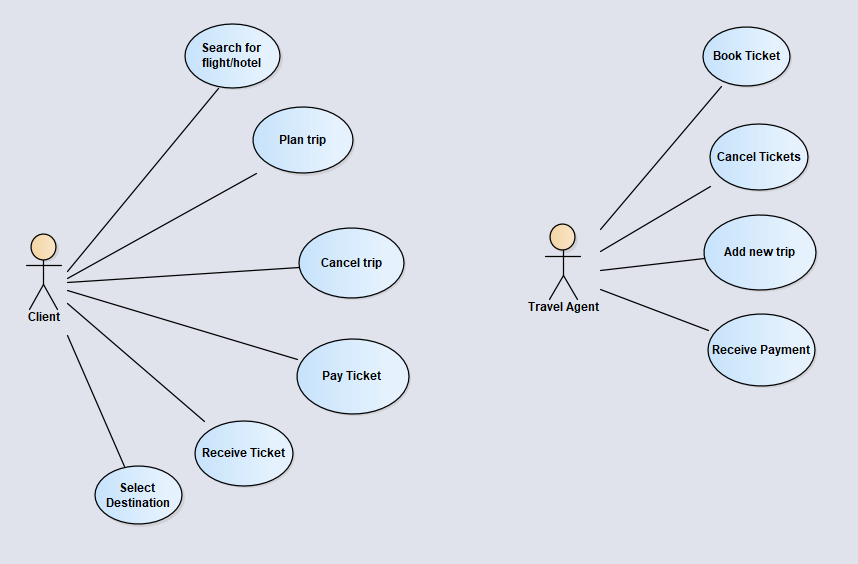 Search for
flight/hotel
Plan trip
Cancel trip
Client
Pay Ticket
Receive Ticket
Select
Destination
Book Ticket
Cancel Tickets
Add new trip
Travel Agent
Receive Payment